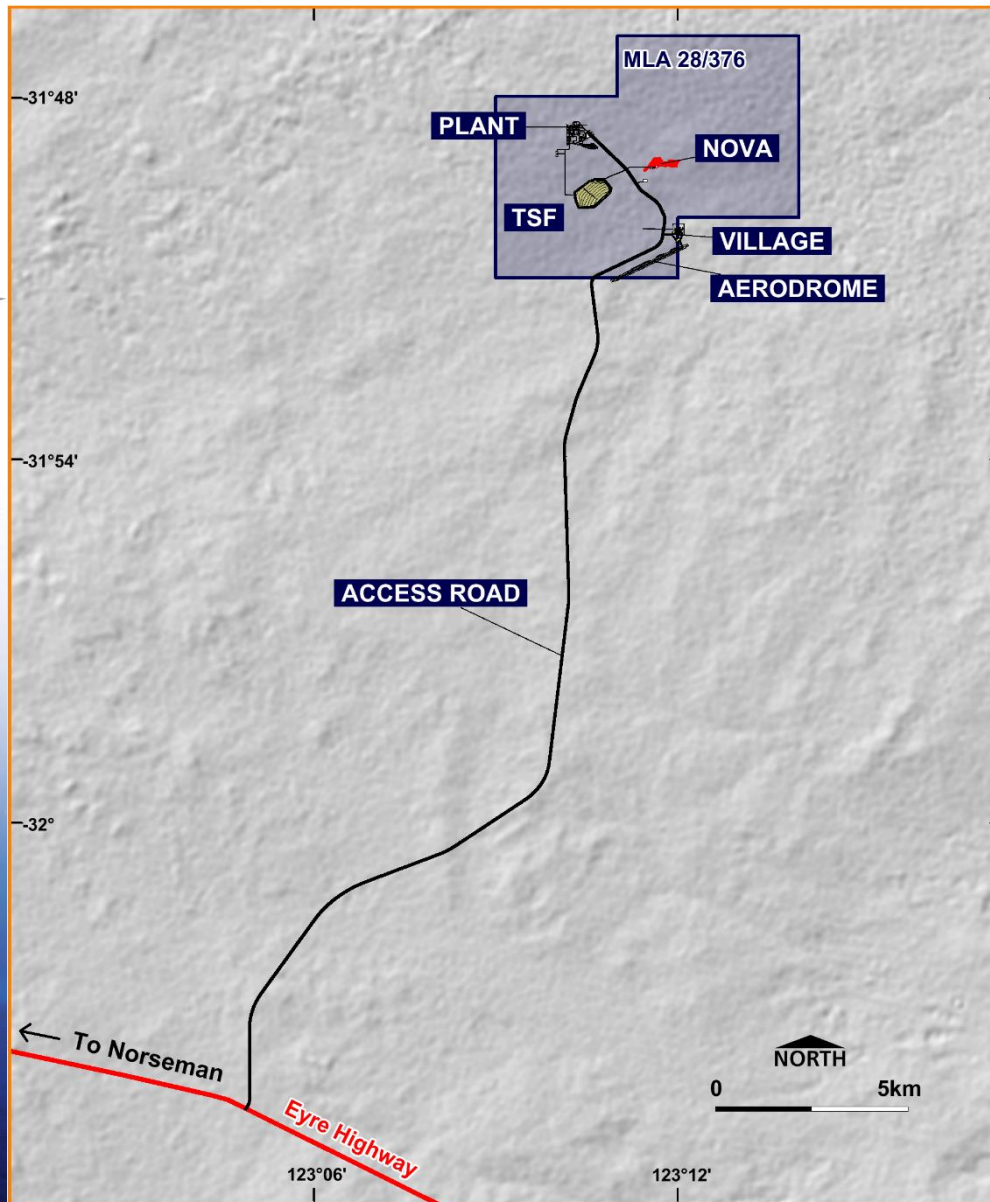 MLA 28/376
-31°48'
PLANT
NOVA
TSF
VILLAGE
AERODROME
-31°54'
ACCESS ROAD
-32°
To Norseman
NORTH
0 5km
Eyre Highway
123°06' 123°12'